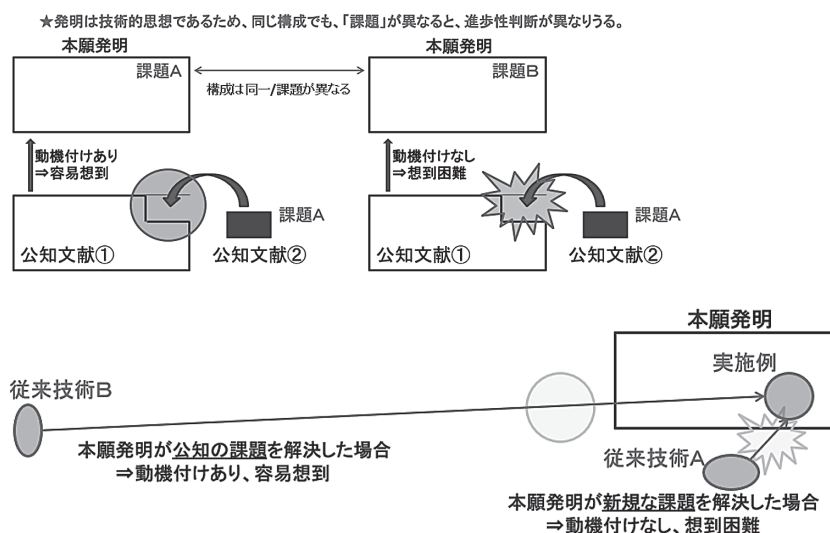 ★発明は技術的思想であるため、同じ構成でも、「課題」が異なると、進歩性判断が異なりうる。
本願発明
課題A
構成は同一/課題が異なる
本願発明
課題B
動機付けあり
⇒容易想到
課題A
公知文献①
公知文献②
動機付けなし
⇒想到困難
課題A
公知文献①
公知文献②
本願発明
実施例
従来技術B
本願発明が公知の課題を解決した場合
⇒動機付けあり、容易想到
従来技術A
本願発明が新規な課題を解決した場合
⇒動機付けなし、想到困難